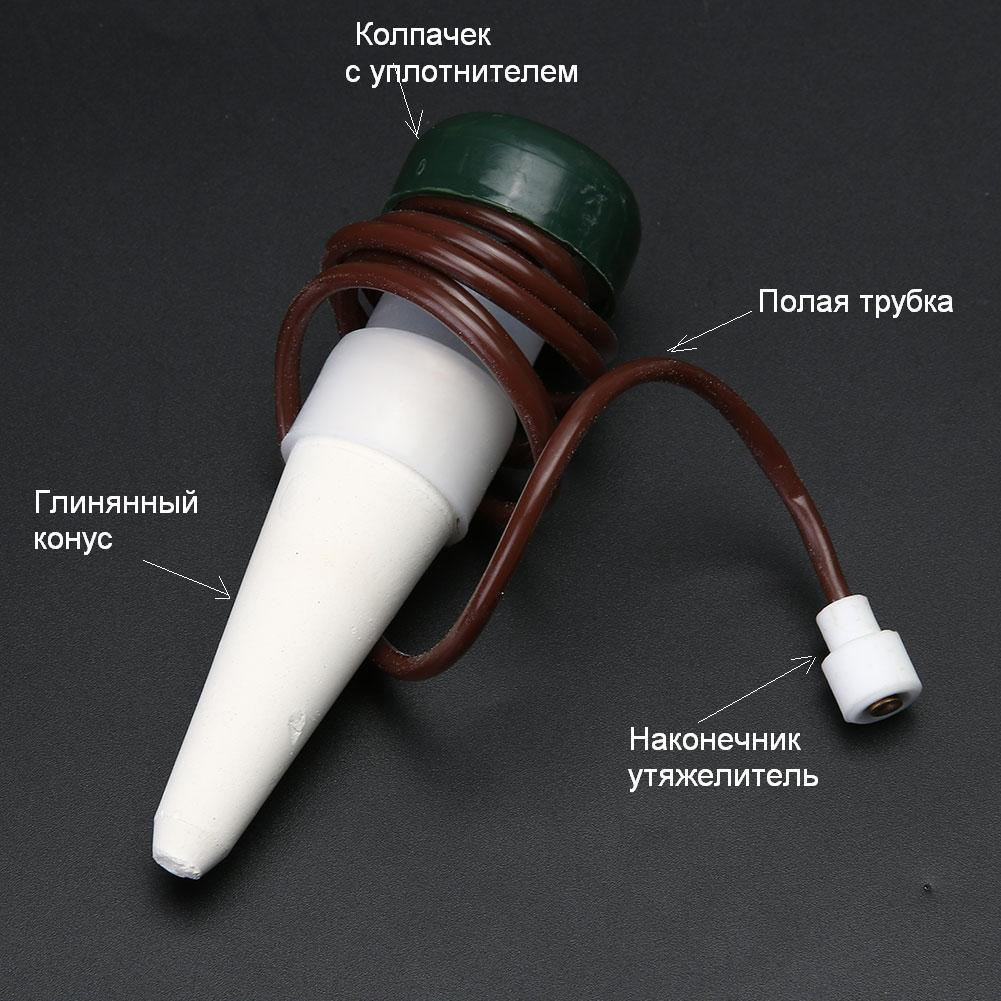 Колпачек
с уплотнителем
Полая трубка
Глинянный
конус
Наконечник
утяжелитель